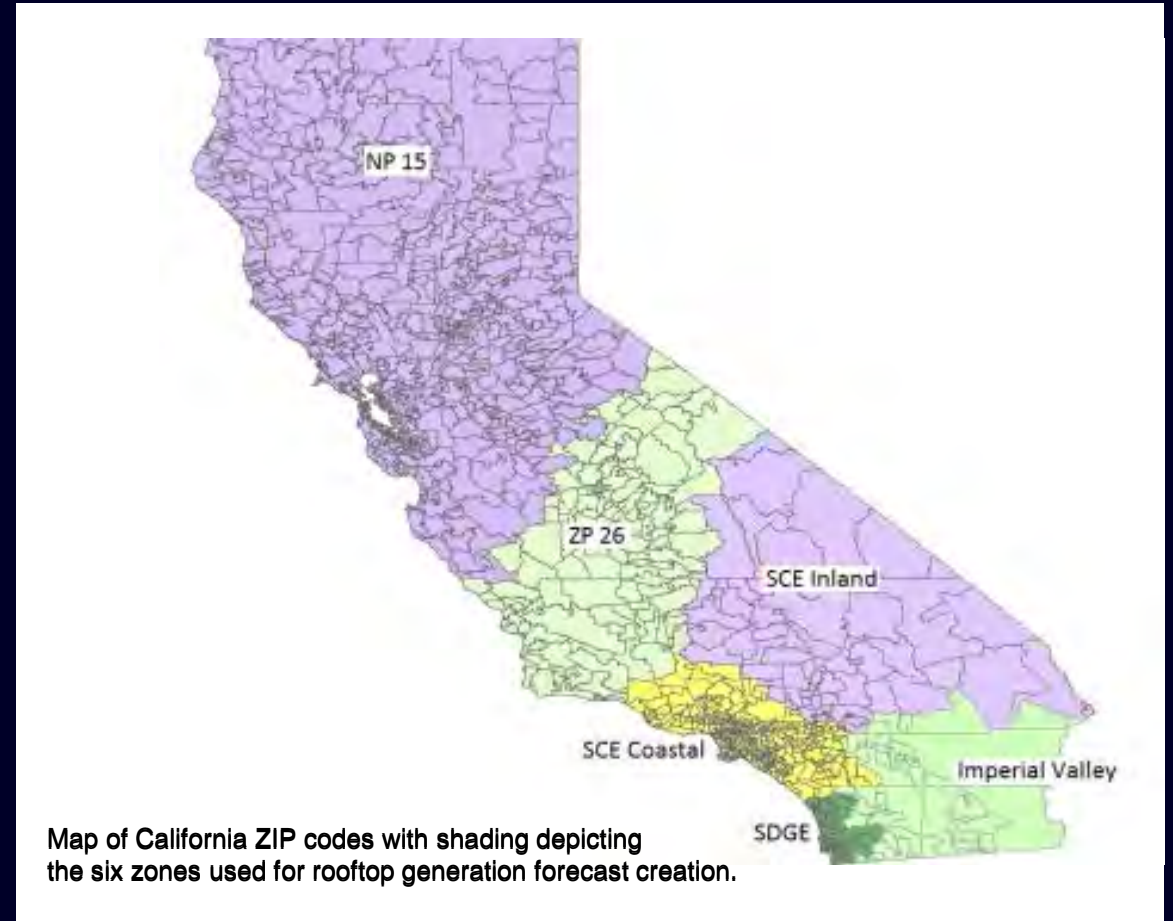 NP 15
ZP 26
SCE Inland
SCE Coastal
Imperial Valley
SDGE
Map of California ZIP codes with shading depicting
the six zones used for rooftop generation forecast creation.